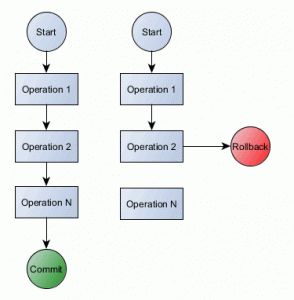 Start
Operation 1
Operation 2
Operation N
Commit
Start
Operation 1
Operation 2
Rollback
Operation N